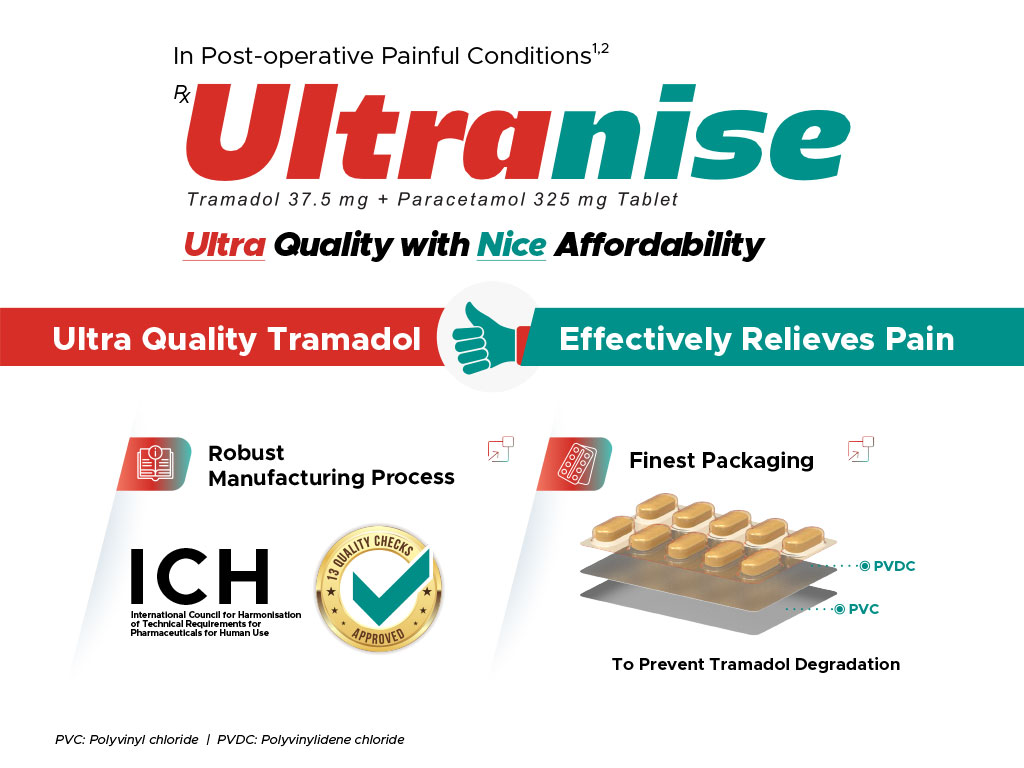 In Post-operative Painful Conditions1,2
Rx Ultranise
Tramadol 37.5 mg + Paracetamol 325 mg Tablet
Ultra Quality with Nice Affordability
Ultra Quality Tramadol
Effectively Relieves Pain
Robust
Manufacturing Process
ICH
International Council for Harmonisation
of Technical Requirements for
Pharmaceuticals for Human Use
13 QUALITY CHECKS
APPROVED
Finest Packaging
PVDC
PVC
To Prevent Tramadol Degradation
PVC: Polyvinyl chloride | PVDC: Polyvinylidene chloride